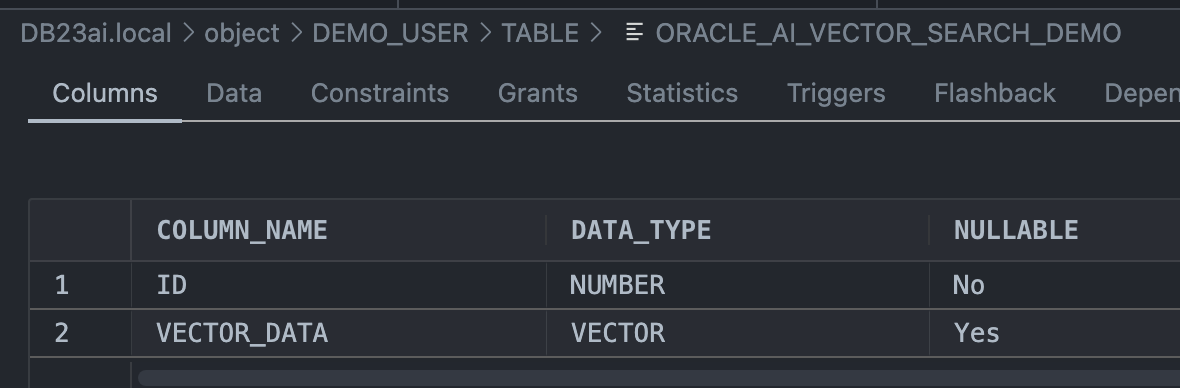 DB23ai.local > object > DEMO_USER > TABLE > ORACLE_AI_VECTOR_SEARCH_DEMO
Columns Data Constraints Grants Statistics Triggers Flashback Depen
COLUMN_NAME DATA_TYPE NULLABLE
1 ID NUMBER No
2 VECTOR_DATA VECTOR Yes